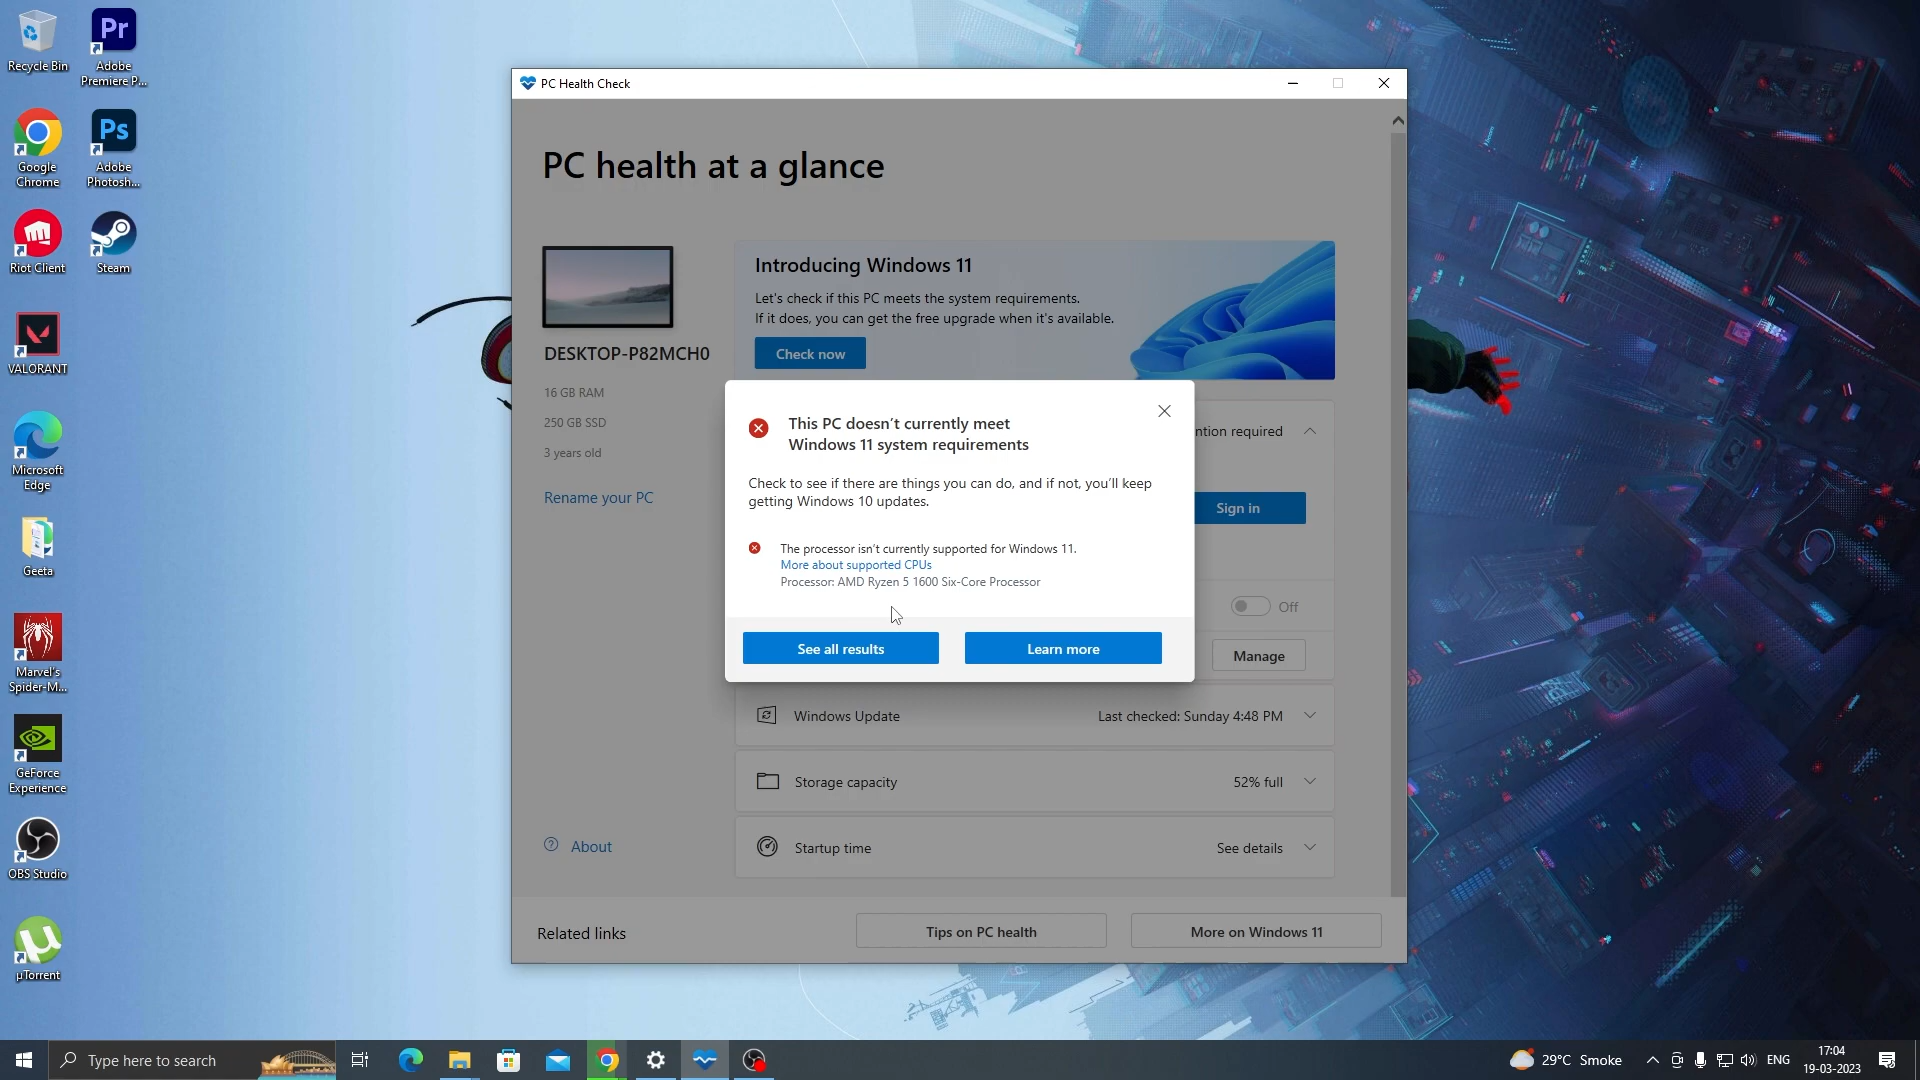 Recycle Bin
Adobe
Premiere P...
Google
Chrome
Adobe
Photosh...
Riot Client
Steam
VALORANT
Microsoft
Edge
Geeta
Marvel's
Spider-M...
GeForce
Experience
OBS Studio
µTorrent
Pr
Ps
PC Health Check
PC health at a glance
DESKTOP-P82MCH0
16 GB RAM
250 GB SSD
3 years old
Rename your PC
About
Introducing Windows 11
Let's check if this PC meets the system requirements.
If it does, you can get the free upgrade when it's available.
Check now
ntion required
Sign in
Off
Manage
This PC doesn't currently meet
Windows 11 system requirements
Check to see if there are things you can do, and if not, you'll keep
getting Windows 10 updates.
The processor isn't currently supported for Windows 11.
More about supported CPUs
Processor: AMD Ryzen 5 1600 Six-Core Processor
See all results
Learn more
Windows Update
Last checked: Sunday 4:48 PM
Storage capacity
52% full
Startup time
See details
Related links
Tips on PC health
More on Windows 11
Type here to search
29°C Smoke
ENG
17:04
19-03-2023